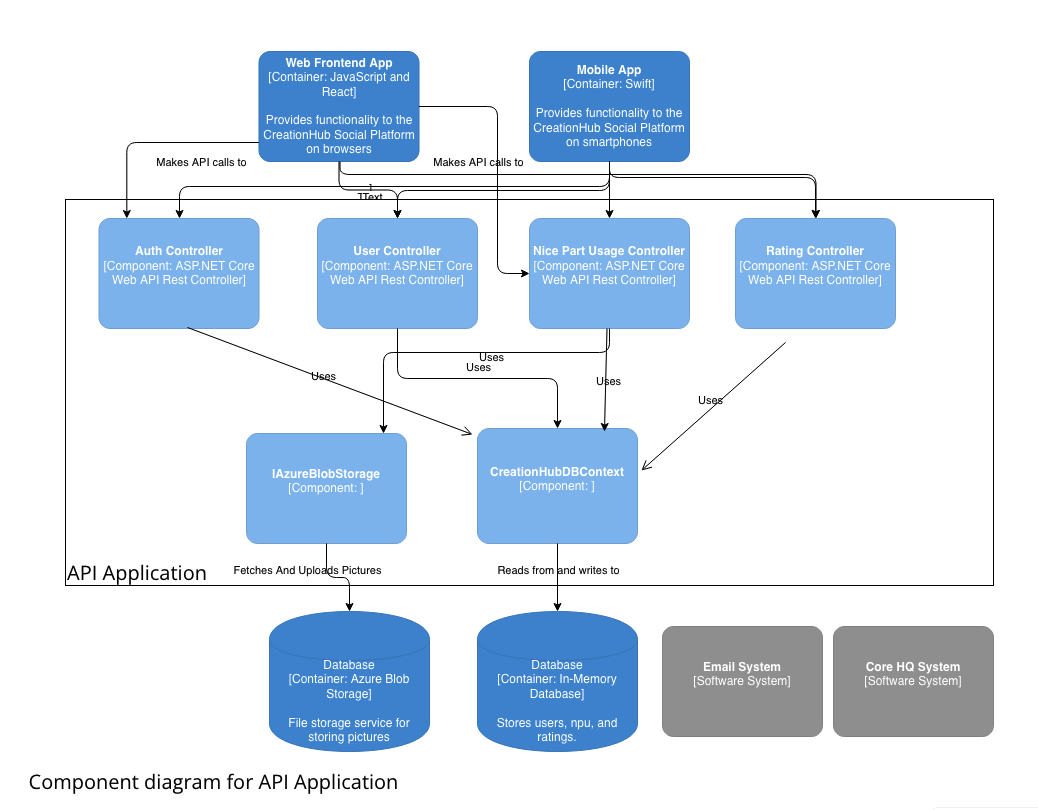 Web Frontend App
[Container: JavaScript and
React]
Provides functionality to the
CreationHub Social Platform
on browsers
Mobile App
[Container: Swift]
Provides functionality to the
CreationHub Social Platform
on smartphones
Makes API calls to
Makes API calls to
]
]Text
Auth Controller
[Component: ASP.NET Core
Web API Rest Controller]
User Controller
[Component: ASP.NET Core
Web API Rest Controller]
Nice Part Usage Controller
[Component: ASP.NET Core
Web API Rest Controller]
Rating Controller
[Component: ASP.NET Core
Web API Rest Controller]
Uses
Uses
Uses
Uses
Uses
IAzureBlobStorage
[Component: ]
CreationHubDBContext
[Component: ]
API Application
Fetches And Uploads Pictures
Reads from and writes to
Database
[Container: Azure Blob
Storage]
File storage service for
storing pictures
Database
[Container: In-Memory
Database]
Stores users, npu, and
ratings.
Email System
[Software System]
Core HQ System
[Software System]
Component diagram for API Application